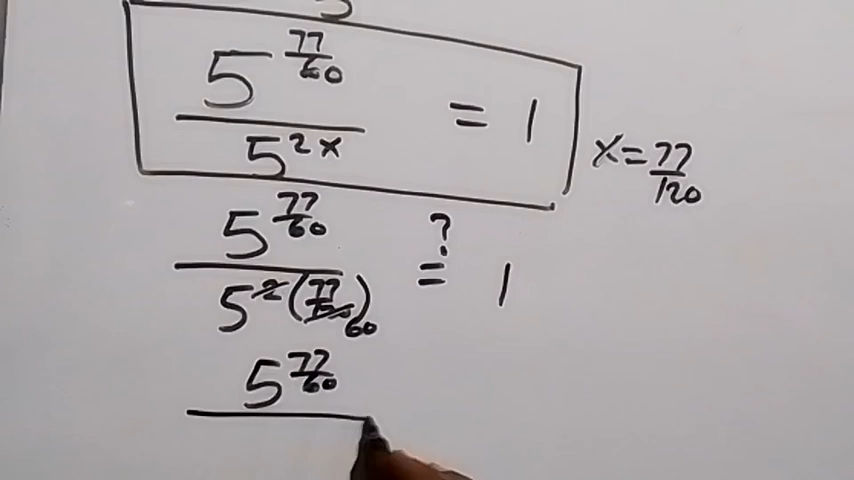 5^(77/60) / 5^(2x) = 1
x = 77/120
5^(77/60) / 5^(2(77/120)) 60 ?= 1
5^(77/60)